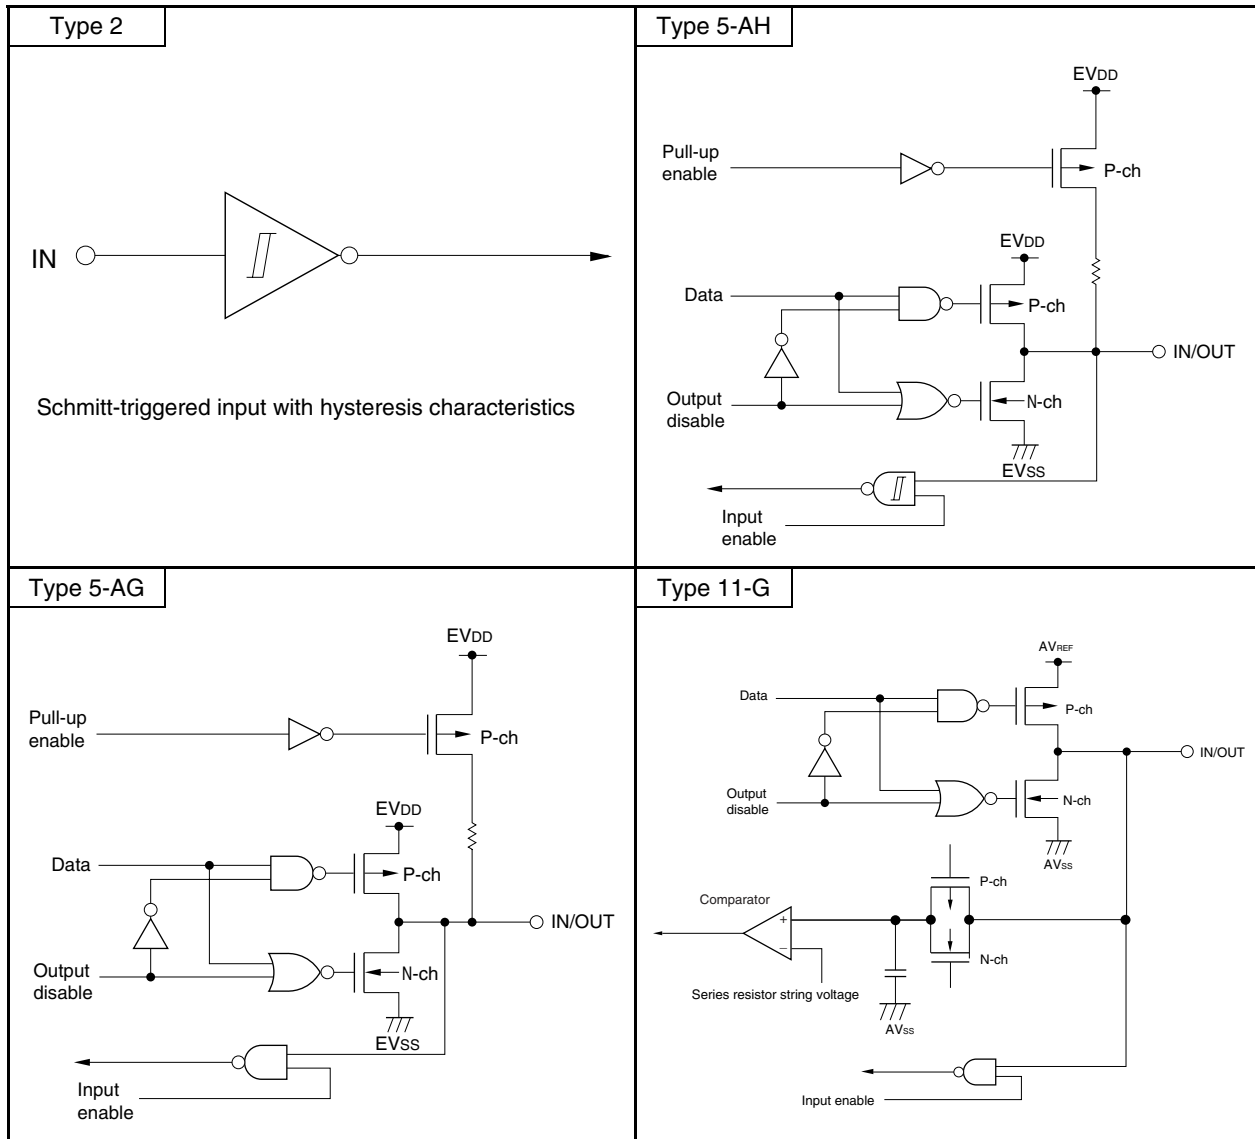 Type 2
IN
Schmitt-triggered input with hysteresis characteristics
Type 5-AH
EVDD
Pull-up
enable
P-ch
EVDD
Data
P-ch
IN/OUT
Output
disable
N-ch
EVSS
Input
enable
Type 5-AG
EVDD
Pull-up
enable
P-ch
EVDD
Data
P-ch
IN/OUT
Output
disable
N-ch
EVSS
Input
enable
Type 11-G
AVREF
Data
P-ch
IN/OUT
Output
disable
N-ch
AVSS
P-ch
Comparator
+
–
N-ch
Series resistor string voltage
AVSS
Input enable